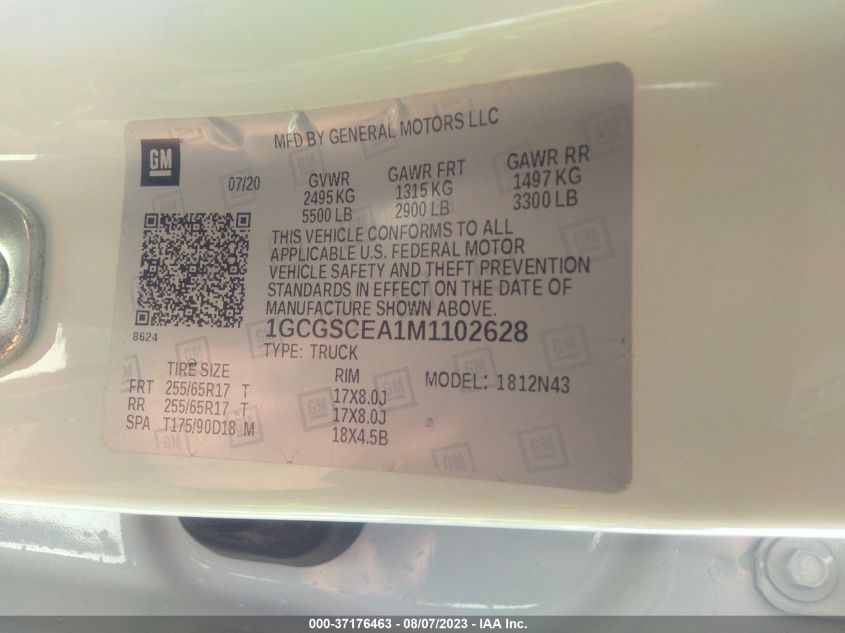 MFD BY GENERAL MOTORS LLC
GM
07/20 GVWR GAWR FRT GAWR RR
2495 KG 1315 KG 1497 KG
5500 LB 2900 LB 3300 LB
THIS VEHICLE CONFORMS TO ALL
APPLICABLE U.S. FEDERAL MOTOR
VEHICLE SAFETY AND THEFT PREVENTION
STANDARDS IN EFFECT ON THE DATE OF
MANUFACTURE SHOWN ABOVE.
8624
1GCGSCEA1M1102628
TYPE: TRUCK
TIRE SIZE RIM MODEL: 1812N43
FRT 255/65R17 T 17X8.0J
RR 255/65R17 T 17X8.0J
SPA T175/90D18 M 18X4.5B
000-37176463 - 08/07/2023 - IAA Inc.